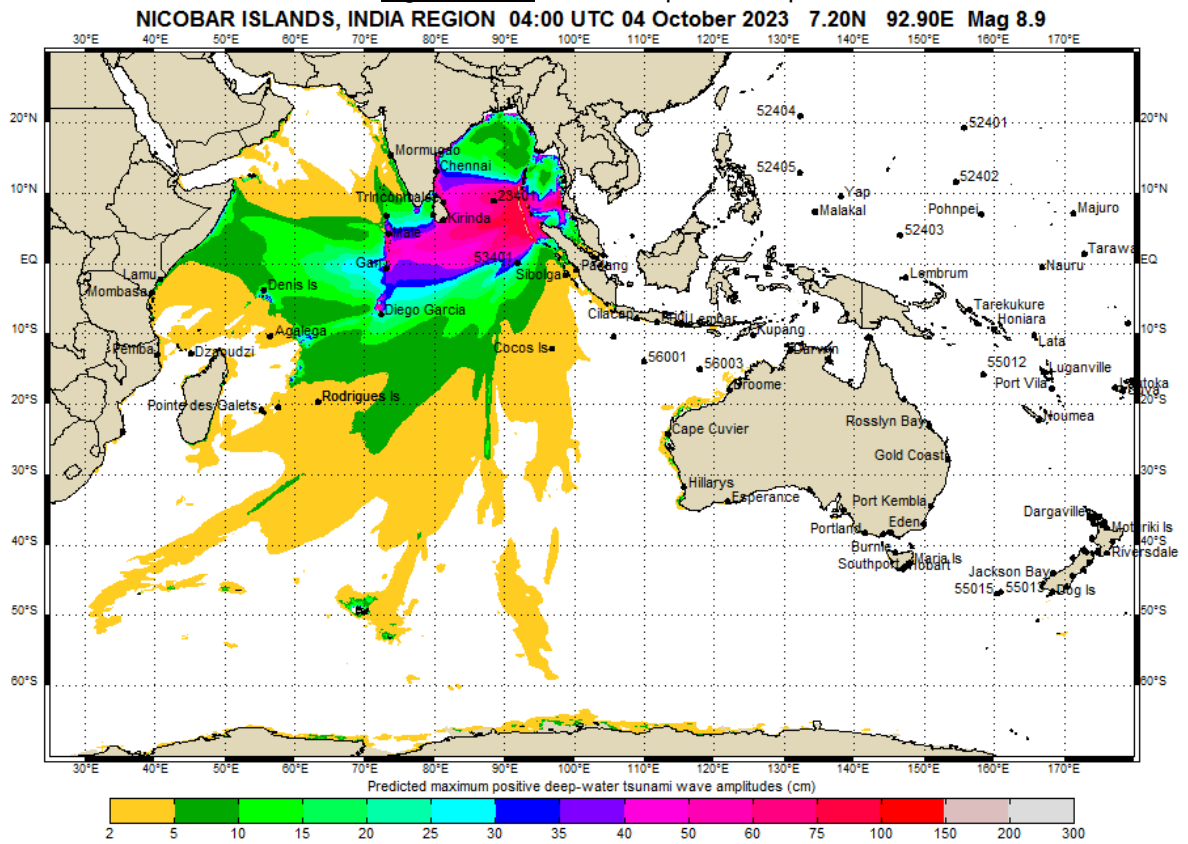 NICOBAR ISLANDS, INDIA REGION 04:00 UTC 04 October 2023 7.20N 92.90E Mag 8.9
30°E 40°E 50°E 60°E 70°E 80°E 90°E 100°E 110°E 120°E 130°E 140°E 150°E 160°E 170°E
52404
20°N 52401 20°N
Mormugao
Chennai
52405
52402
10°N 10°N
Trincomalee 23401 Yap
Malakal Pohnpei Majuro
Kirinda
Male 52403
Tarawa
EQ 53401 EQ
Gan Padang Nauru
Sibolga
Lamu Lombrum
Denis Is
Mombasa
Diego Garcia Tarekukure
Cilacap Honiara
10°S Agalega Lembar Kupang 10°S
Lata
Pemba Dzaoudzi Cocos Is Darwin
56001 56003 55012 Luganville
Broome Port Vila
Rodrigues Is
20°S Pointe des Galets 20°S
Noumea
Rosslyn Bay
Cape Cuvier
Gold Coast
30°S 30°S
Hillarys
Esperance Port Kembla
Dargaville
Portland Eden Moturiki Is
40°S 40°S
Burnie Riversdale
Southport Maria Is
Hobart
Jackson Bay
55015 55013 Dog Is
50°S 50°S
60°S 60°S
30°E 40°E 50°E 60°E 70°E 80°E 90°E 100°E 110°E 120°E 130°E 140°E 150°E 160°E 170°E
Predicted maximum positive deep-water tsunami wave amplitudes (cm)
2 5 10 15 20 25 30 35 40 50 60 75 100 150 200 300